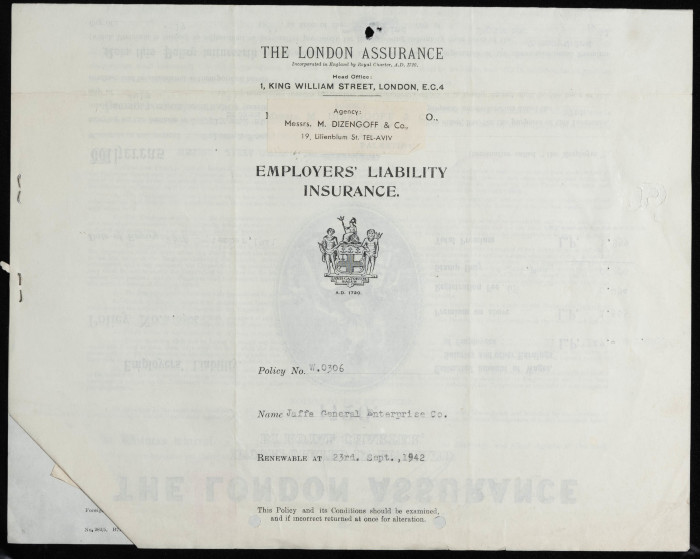 THE LONDON ASSURANCE
Incorporated in England by Royal Charter, A.D. 1720.
Head Office:
1, KING WILLIAM STREET, LONDON, E.C.4
Agency:
O.,
Messrs. M. DIZENGOFF & Co.,
19, Lilienblum St. TEL-AVIV
EMPLOYERS' LIABILITY
INSURANCE.
A.D. 1720.
Policy No. W.0306
Name Jaffa General Enterprise Co.
RENEWABLE AT 23rd. Sept., 1942
This Policy and its Conditions should be examined,
and if incorrect returned at once for alteration.